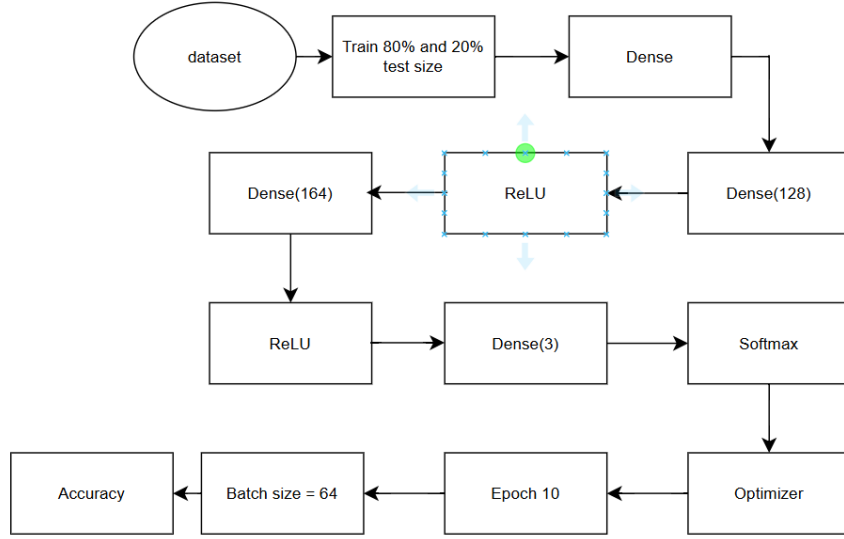 dataset
Train 80% and 20%
test size
Dense
Dense(164)
ReLU
Dense(128)
ReLU
Dense(3)
Softmax
Accuracy
Batch size = 64
Epoch 10
Optimizer